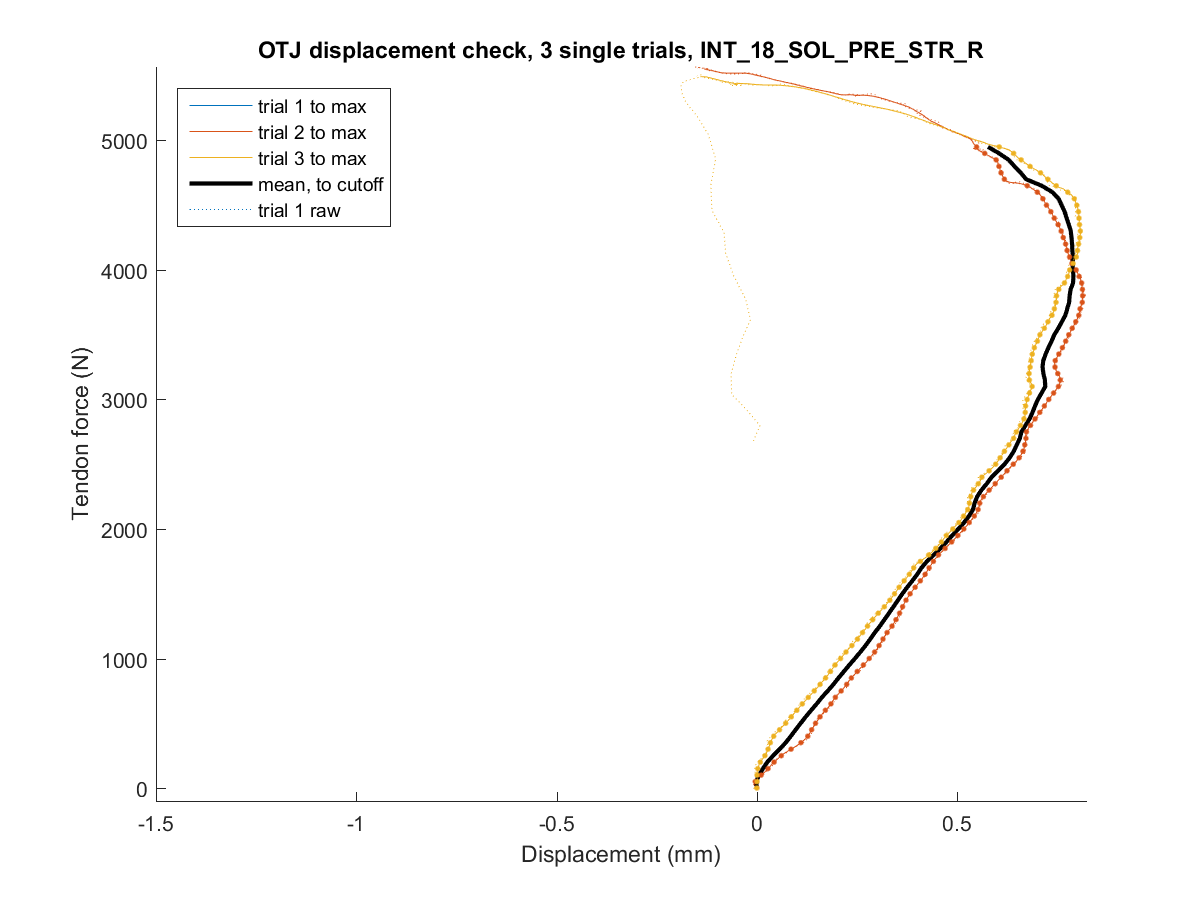 OTJ displacement check, 3 single trials, INT_18_SOL_PRE_STR_R
trial 1 to max
trial 2 to max
trial 3 to max
mean, to cutoff
trial 1 raw
5000
4000
3000
2000
1000
0
Tendon force (N)
-1.5 -1 -0.5 0 0.5
Displacement (mm)